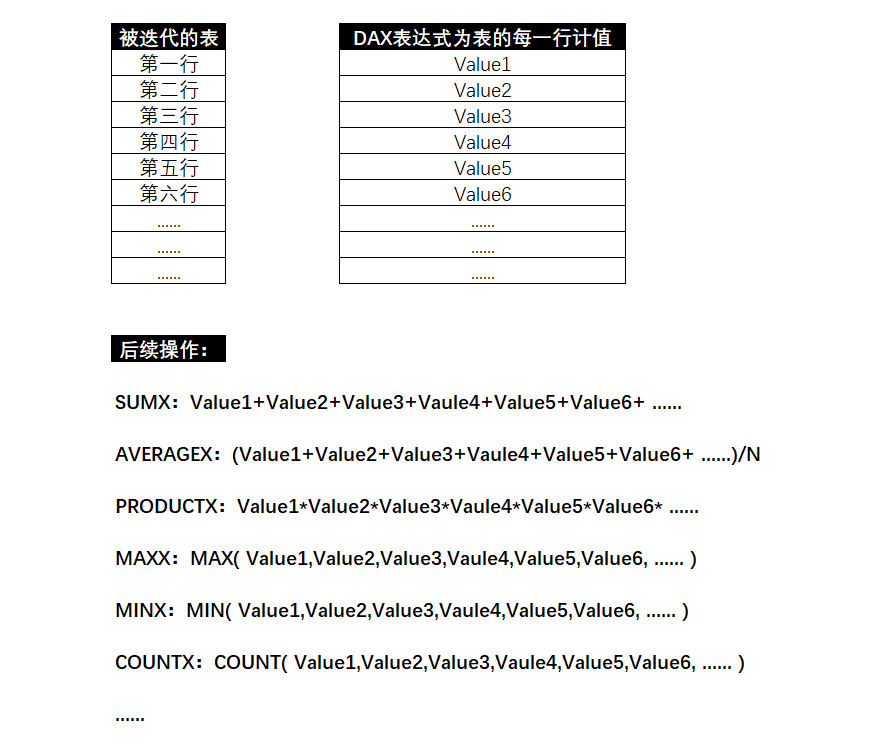 被迭代的表 DAX表达式为表的每一行计值
第一行 Value1
第二行 Value2
第三行 Value3
第四行 Value4
第五行 Value5
第六行 Value6
...... ......
...... ......
...... ......
后续操作：
SUMX：Value1+Value2+Value3+Vaule4+Value5+Value6+ ......
AVERAGEX：(Value1+Value2+Value3+Vaule4+Value5+Value6+ ......)/N
PRODUCTX：Value1*Value2*Value3*Vaule4*Value5*Value6* ......
MAXX：MAX( Value1,Value2,Value3,Vaule4,Value5,Value6, ...... )
MINX：MIN( Value1,Value2,Value3,Vaule4,Value5,Value6, ...... )
COUNTX：COUNT( Value1,Value2,Value3,Vaule4,Value5,Value6, ...... )
......